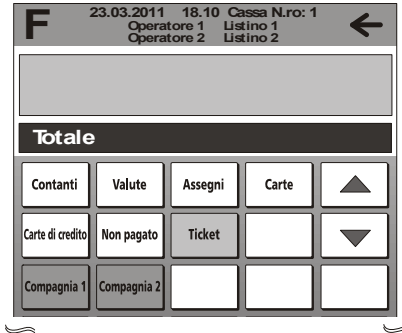 F
23.03.2011 18.10 Cassa N.ro: 1
Operatore 1 Listino 1
Operatore 2 Listino 2
Totale
Contanti Valute Assegni Carte
Carte di credito Non pagato Ticket
Compagnia 1 Compagnia 2